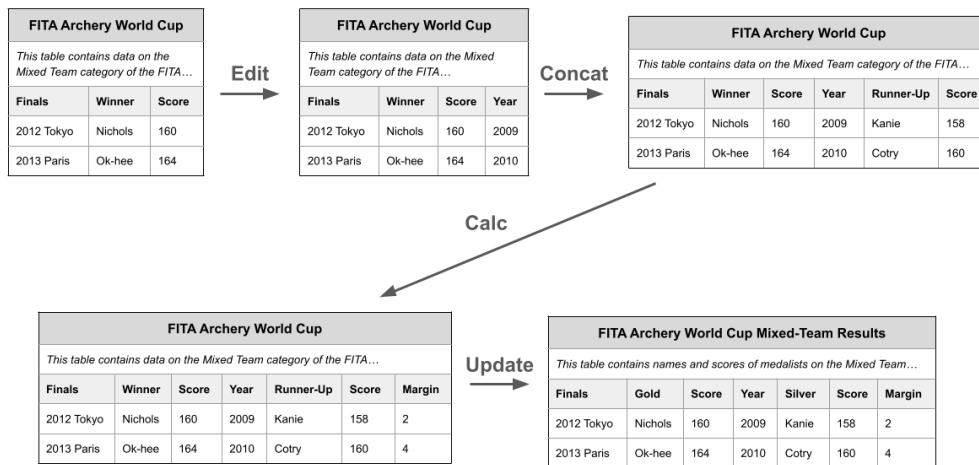 FITA Archery World Cup
This table contains data on the
Mixed Team category of the FITA…
Finals Winner Score
2012 Tokyo Nichols 160
2013 Paris Ok-hee 164
Edit
FITA Archery World Cup
This table contains data on the Mixed
Team category of the FITA…
Finals Winner Score Year
2012 Tokyo Nichols 160 2009
2013 Paris Ok-hee 164 2010
Concat
FITA Archery World Cup
This table contains data on the Mixed Team category of the FITA…
Finals Winner Score Year Runner-Up Score
2012 Tokyo Nichols 160 2009 Kanie 158
2013 Paris Ok-hee 164 2010 Cotry 160
Calc
FITA Archery World Cup
This table contains data on the Mixed Team category of the FITA…
Finals Winner Score Year Runner-Up Score Margin
2012 Tokyo Nichols 160 2009 Kanie 158 2
2013 Paris Ok-hee 164 2010 Cotry 160 4
Update
FITA Archery World Cup Mixed-Team Results
This table contains names and scores of medalists on the Mixed Team…
Finals Gold Score Year Silver Score Margin
2012 Tokyo Nichols 160 2009 Kanie 158 2
2013 Paris Ok-hee 164 2010 Cotry 160 4